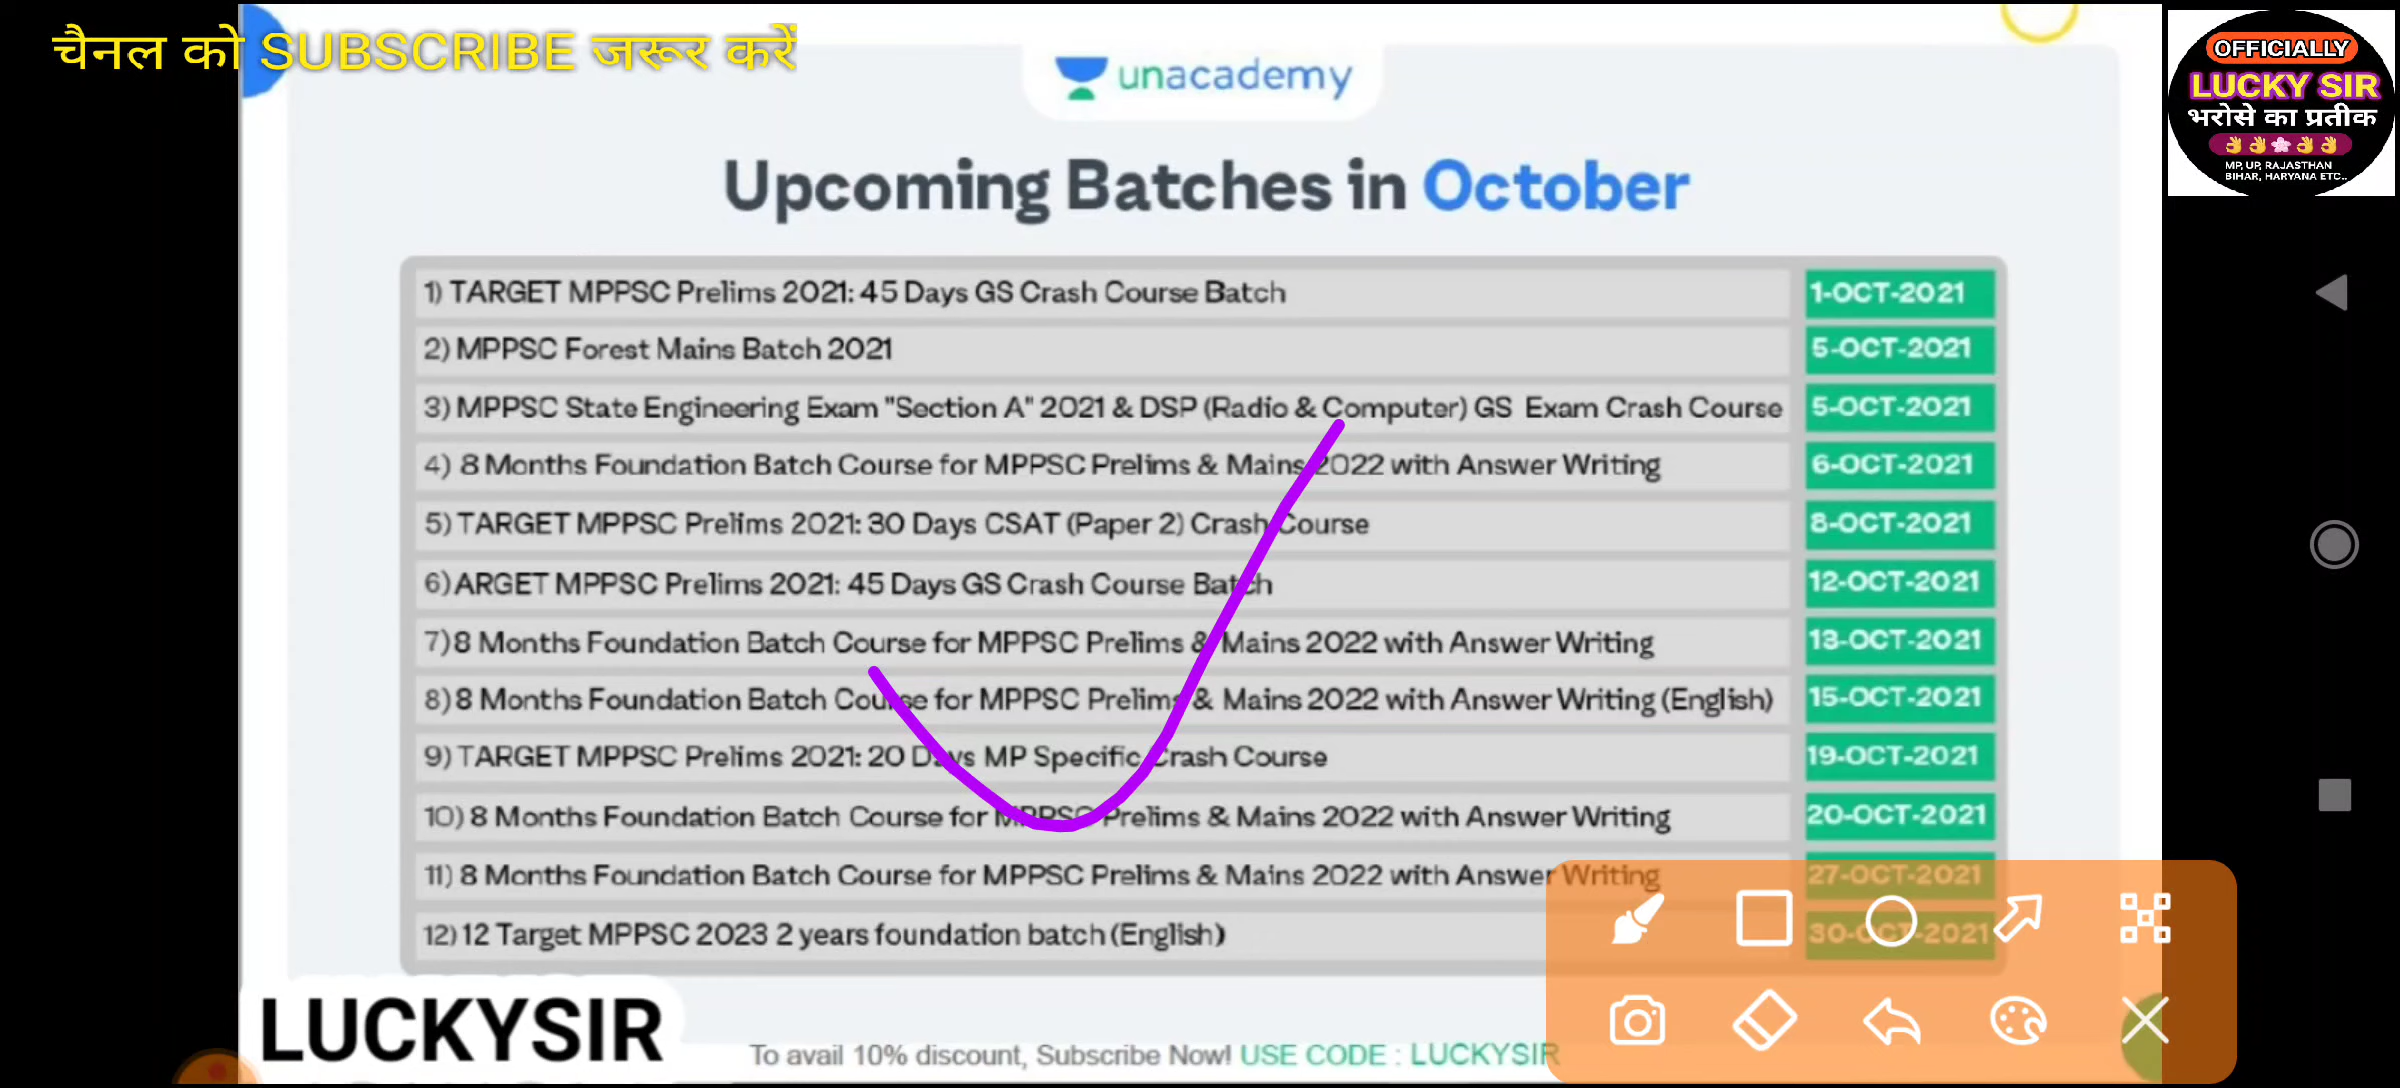 चैनल को SUBSCRIBE जरूर करें
unacademy
OFFICIALLY
LUCKY SIR
भरोसे का प्रतीक
MP, UP, RAJASTHAN
BIHAR, HARYANA ETC..
Upcoming Batches in October
1) TARGET MPPSC Prelims 2021: 45 Days GS Crash Course Batch 1-OCT-2021
2) MPPSC Forest Mains Batch 2021 5-OCT-2021
3) MPPSC State Engineering Exam "Section A" 2021 & DSP (Radio & Computer) GS Exam Crash Course 5-OCT-2021
4) 8 Months Foundation Batch Course for MPPSC Prelims & Mains 2022 with Answer Writing 6-OCT-2021
5) TARGET MPPSC Prelims 2021: 30 Days CSAT (Paper 2) Crash Course 8-OCT-2021
6) ARGET MPPSC Prelims 2021: 45 Days GS Crash Course Batch 12-OCT-2021
7) 8 Months Foundation Batch Course for MPPSC Prelims & Mains 2022 with Answer Writing 13-OCT-2021
8) 8 Months Foundation Batch Course for MPPSC Prelims & Mains 2022 with Answer Writing (English) 15-OCT-2021
9) TARGET MPPSC Prelims 2021: 20 Days MP Specific Crash Course 19-OCT-2021
10) 8 Months Foundation Batch Course for MPPSC Prelims & Mains 2022 with Answer Writing 20-OCT-2021
11) 8 Months Foundation Batch Course for MPPSC Prelims & Mains 2022 with Answer Writing 27-OCT-2021
12) 12 Target MPPSC 2023 2 years foundation batch (English) 30-OCT-2021
LUCKYSIR
To avail 10% discount, Subscribe Now! USE CODE : LUCKYSIR